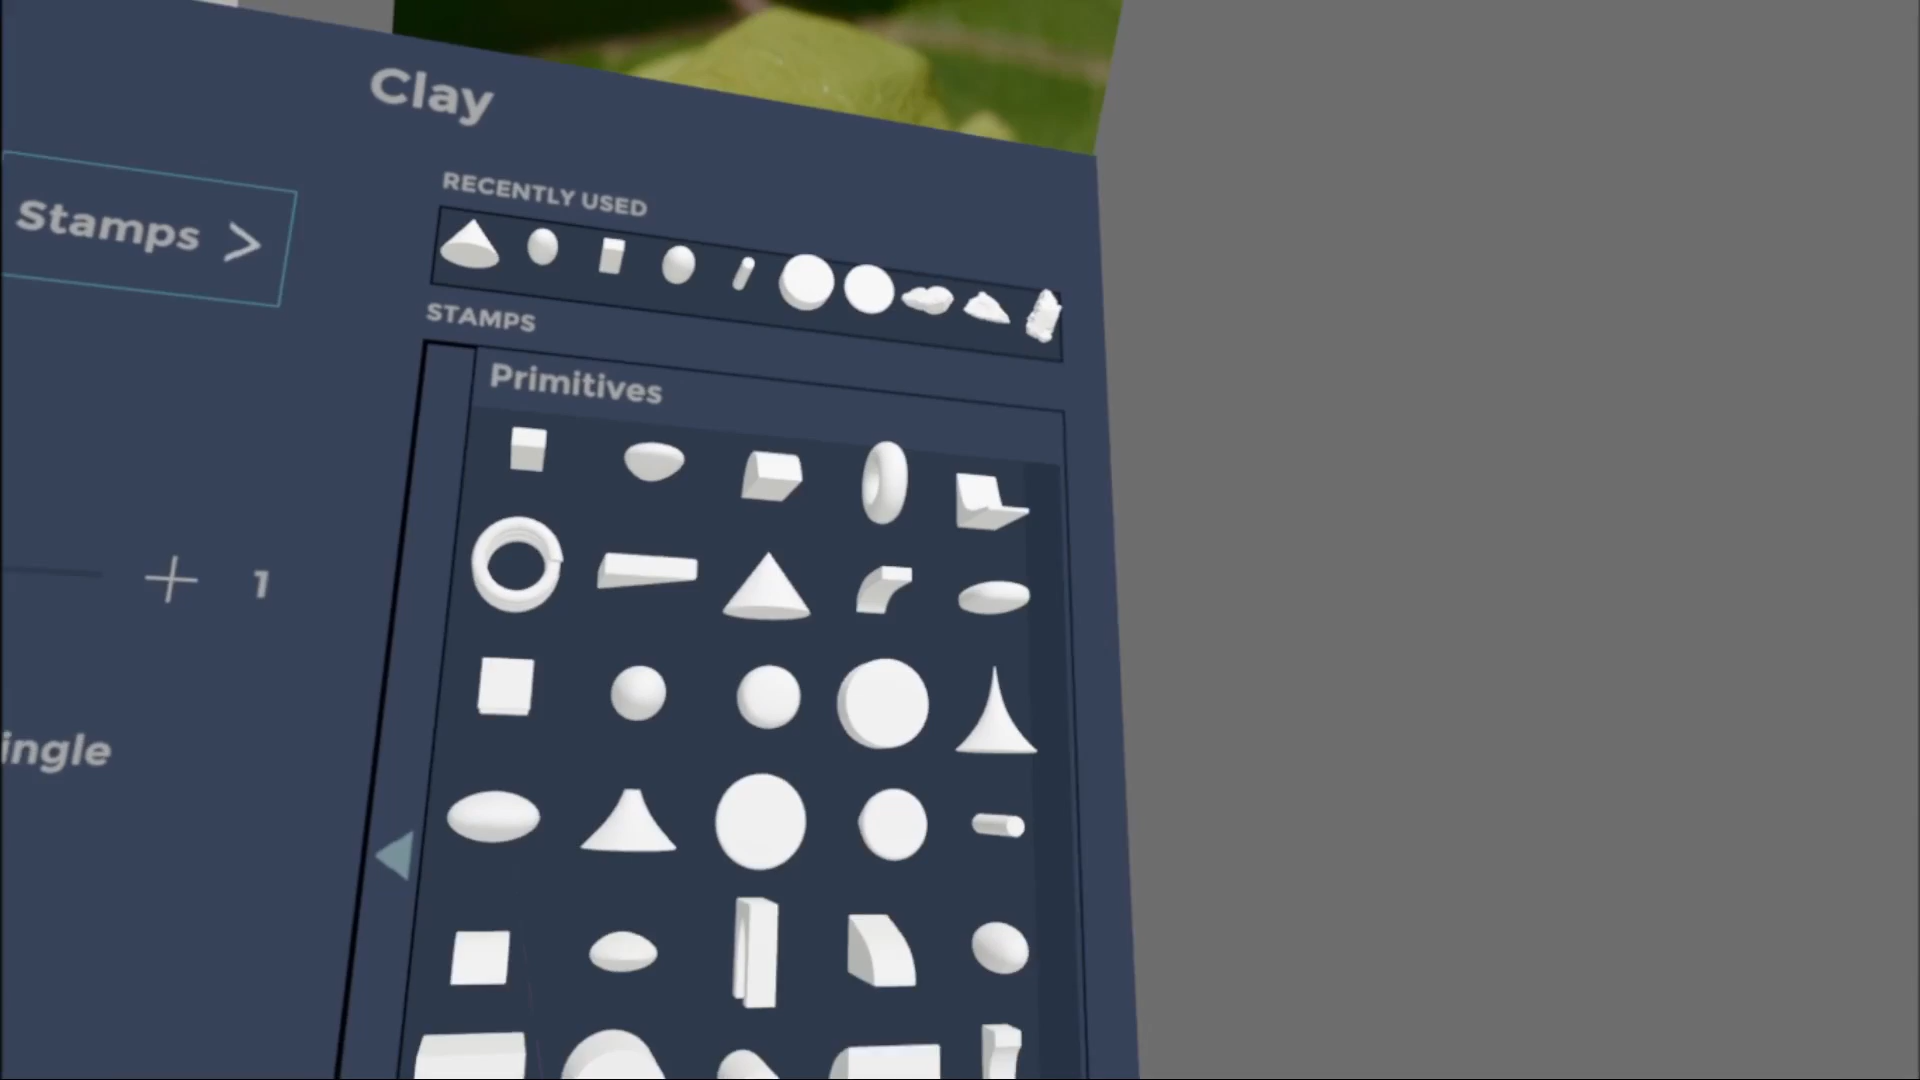 Clay
Stamps >
RECENTLY USED
STAMPS
Primitives
+ 1
ingle